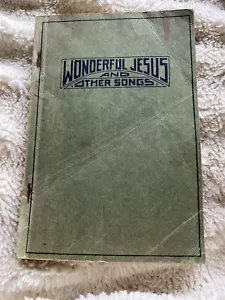 WONDERFUL JESUS
AND
OTHER SONGS